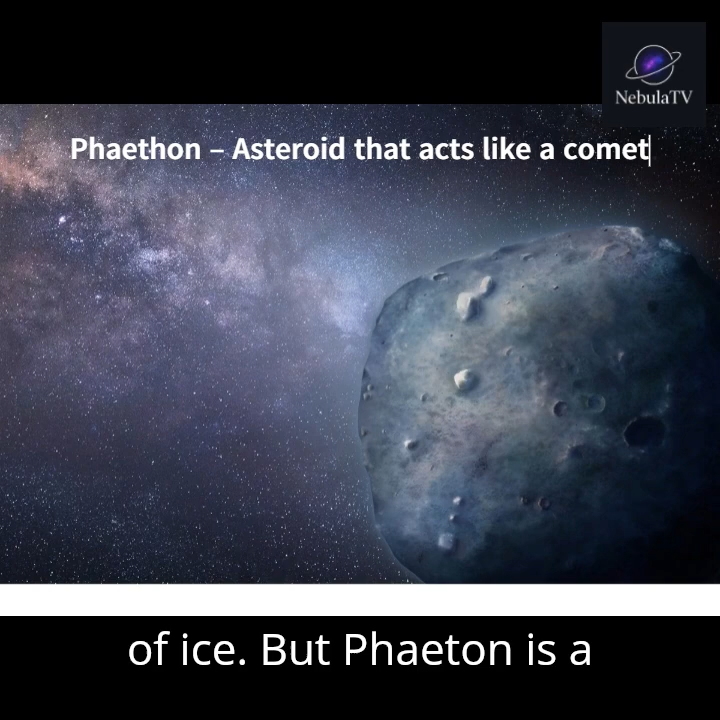 NebulaTV
Phaethon – Asteroid that acts like a comet
of ice. But Phaeton is a